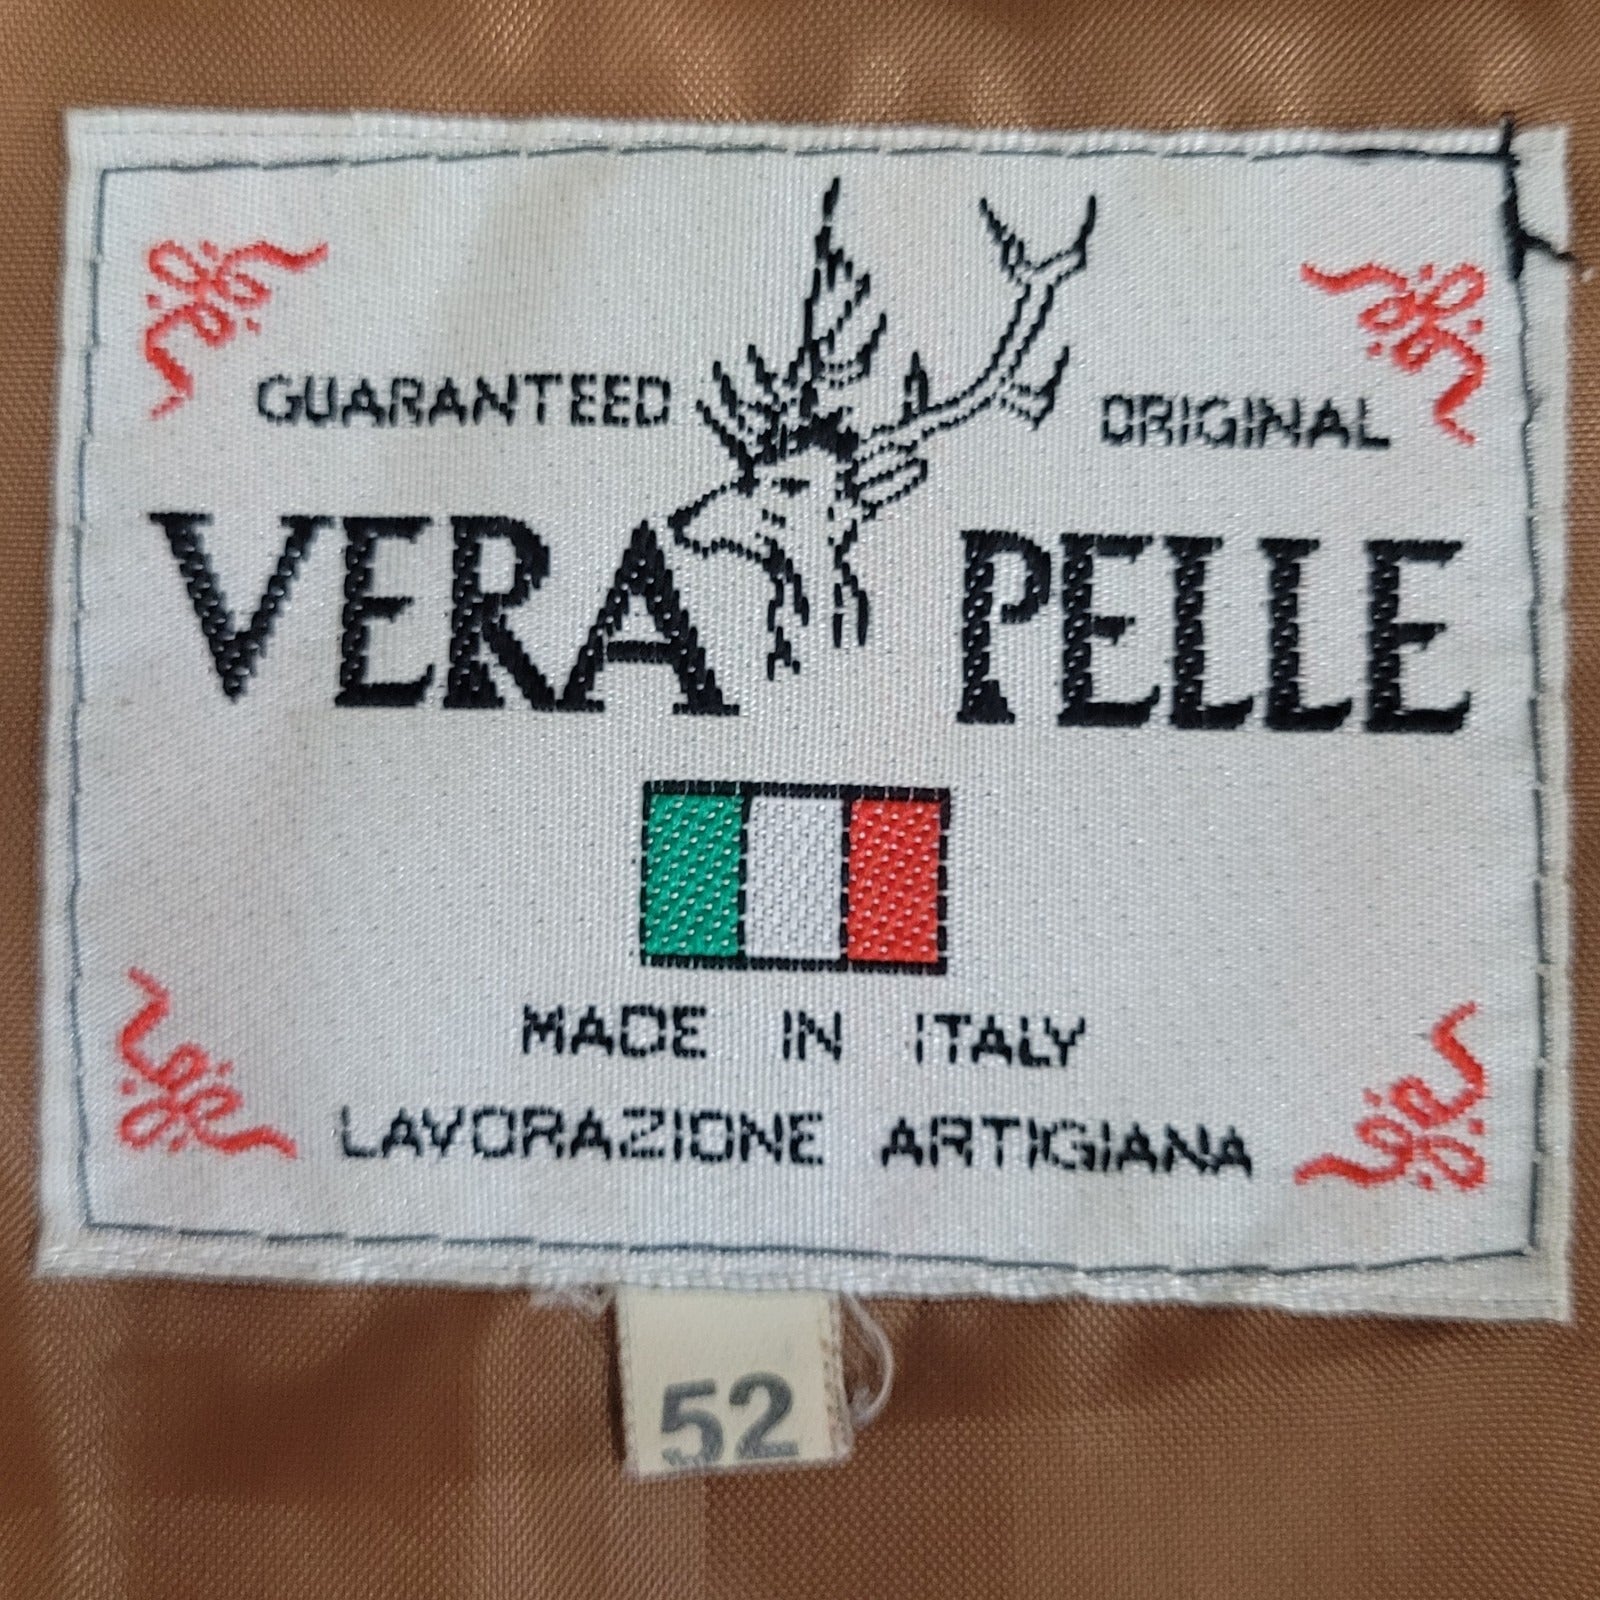 GUARANTEED ORIGINAL
VERA PELLE
MADE IN ITALY
LAVORAZIONE ARTIGIANA
52